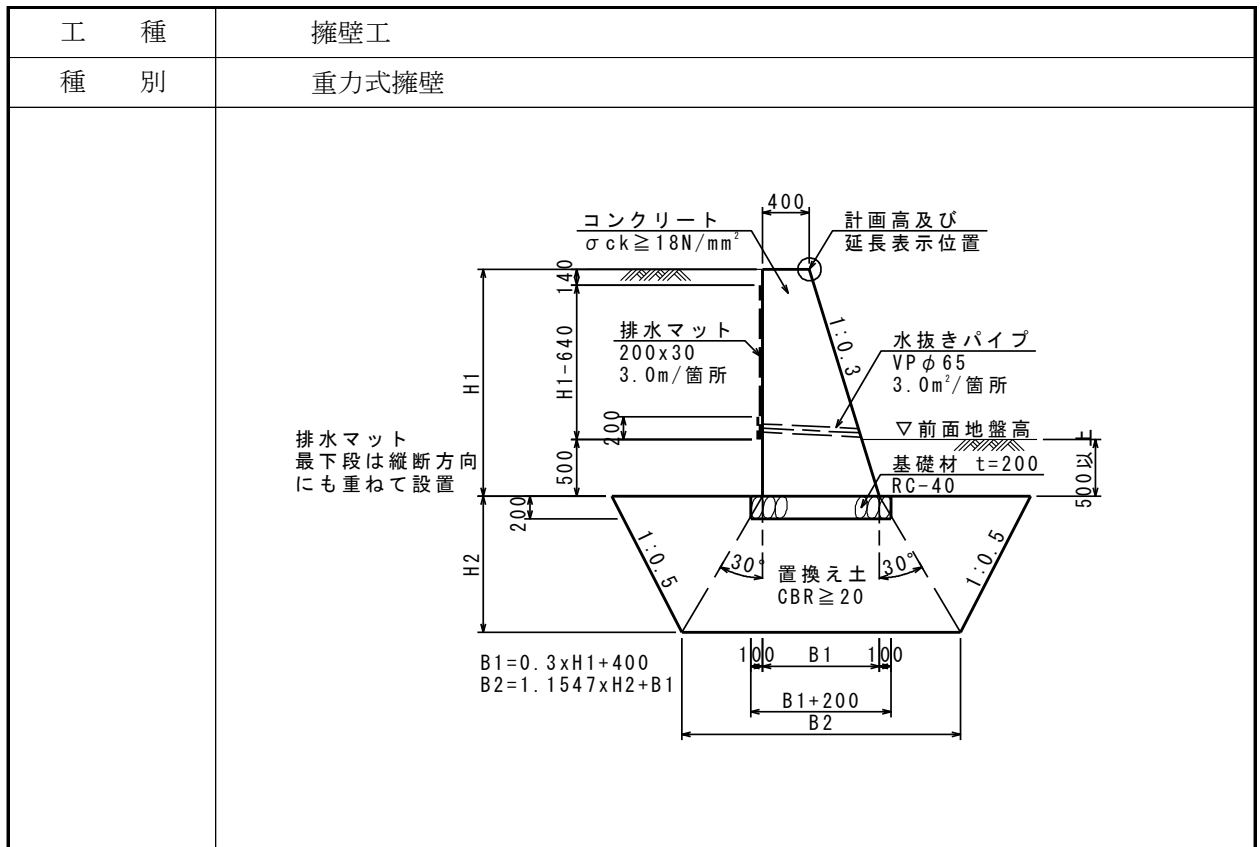 工 種
擁壁工
種 別
重力式擁壁
400
コンクリート
σck≧18N/mm²
計画高及び
延長表示位置
140
H1
H1-640
排水マット
200x30
3.0m/箇所
1:0.3
水抜きパイプ
VPφ65
3.0m²/箇所
200
▽前面地盤高
排水マット
最下段は縦断方向
にも重ねて設置
500
基礎材 t=200
RC-40
500以上
200
H2
1:0.5
30°
置換え土
CBR≧20
30°
1:0.5
B1=0.3xH1+400
B2=1.1547xH2+B1
100
B1
100
B1+200
B2